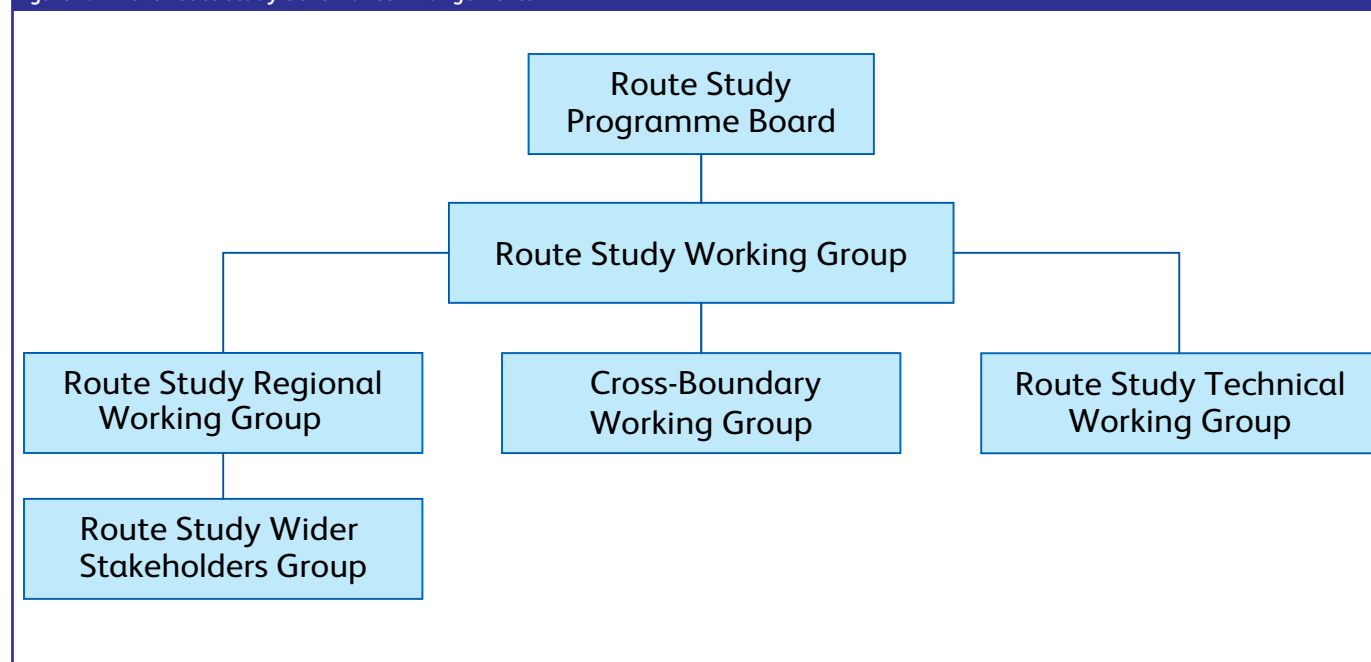 Route Study
Programme Board
Route Study Working Group
Route Study Regional
Working Group
Cross-Boundary
Working Group
Route Study Technical
Working Group
Route Study Wider
Stakeholders Group